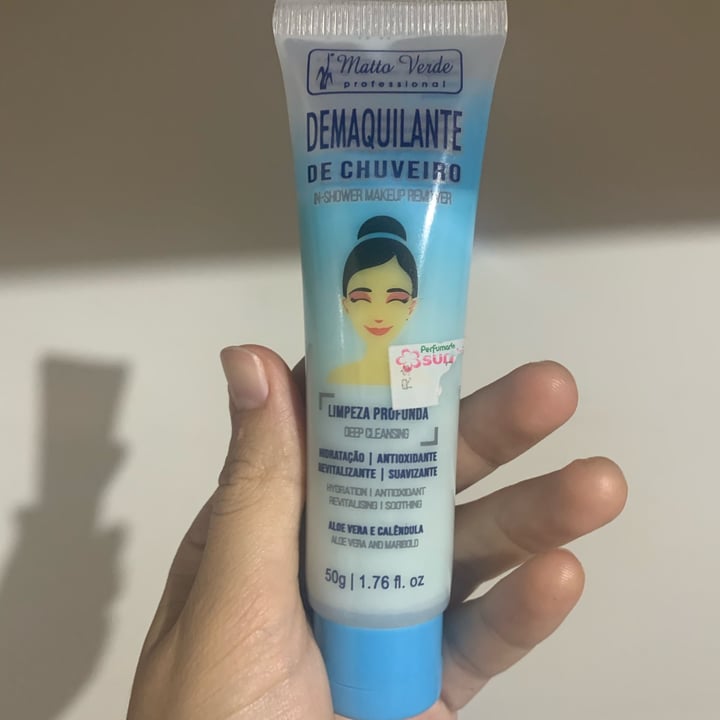 Matto Verde
professional
DEMAQUILANTE
DE CHUVEIRO
IN-SHOWER MAKEUP REMOVER
Perfumaria
LIMPEZA PROFUNDA
DEEP CLEANSING
HIDRATAÇÃO | ANTIOXIDANTE
REVITALIZANTE | SUAVIZANTE
HYDRATION | ANTIOXIDANT
REVITALISING | SOOTHING
ALOE VERA E CALÊNDULA
ALOE VERA AND MARIGOLD
50g | 1.76 fl. oz